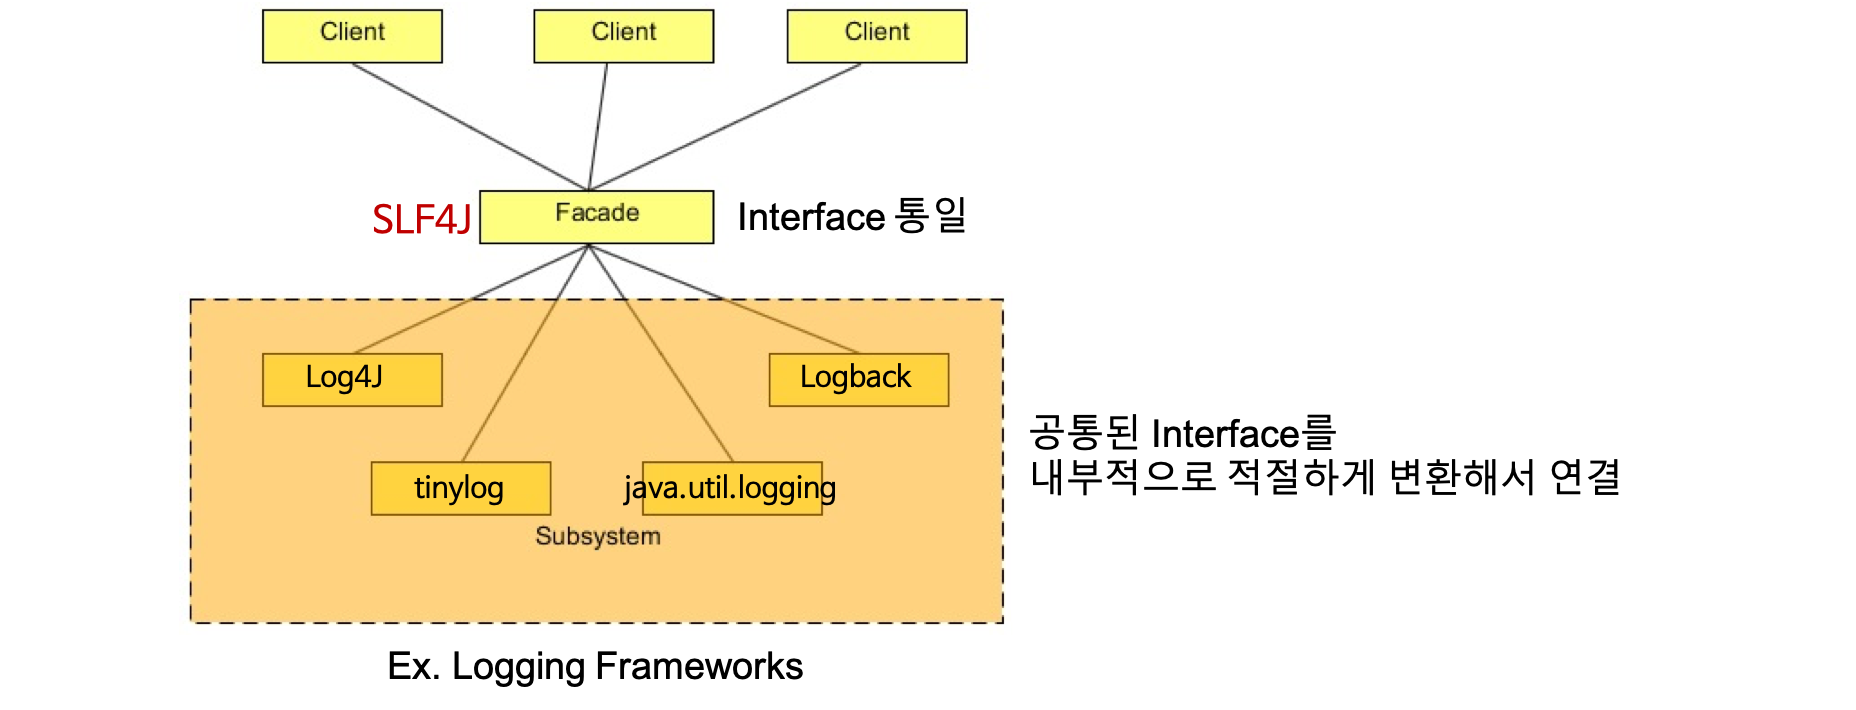 Client
Client
Client
SLF4J
Facade
Interface 통일
Log4J
Logback
공통된 Interface를
내부적으로 적절하게 변환해서 연결
tinylog
java.util.logging
Subsystem
Ex. Logging Frameworks